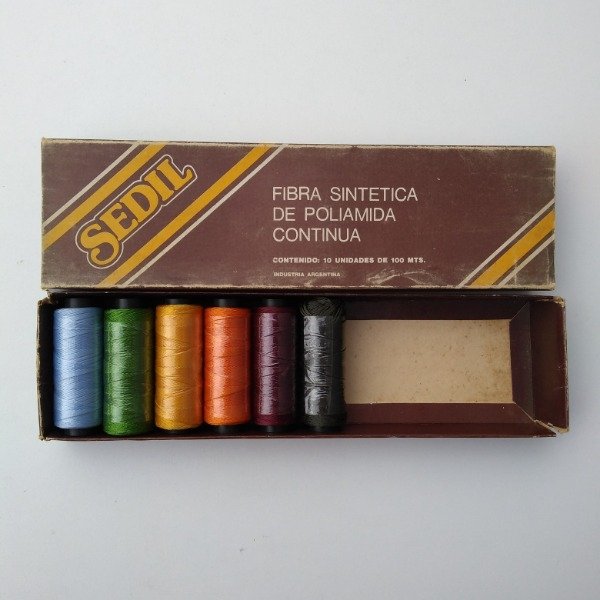 SEDIL
FIBRA SINTETICA
DE POLIAMIDA
CONTINUA
CONTENIDO: 10 UNIDADES DE 100 MTS.
INDUSTRIA ARGENTINA